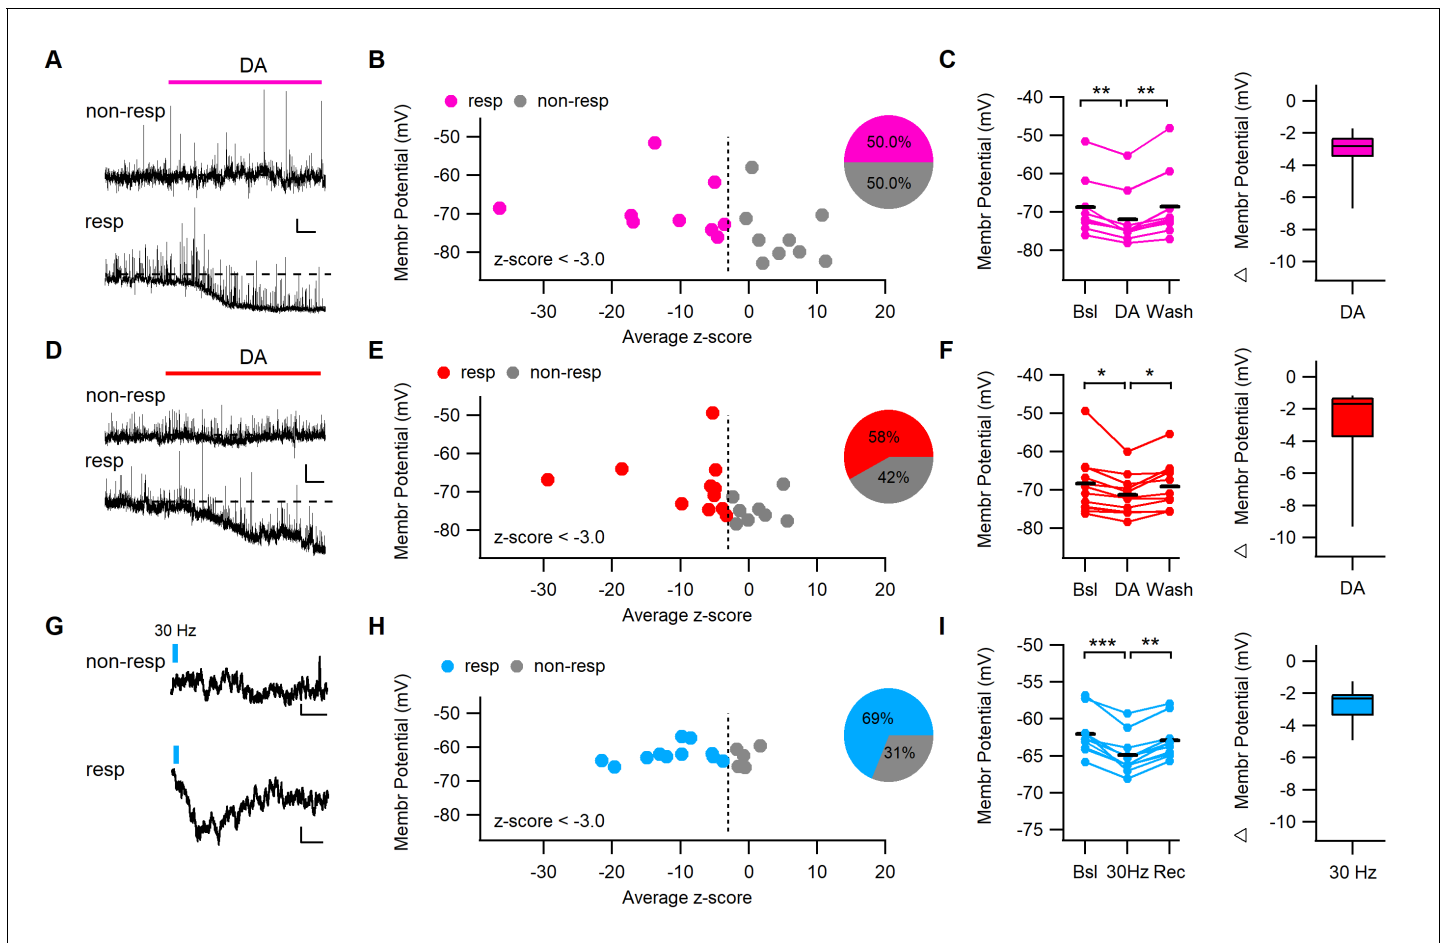 A
DA
non-resp
resp
B
resp non-resp
Membr Potential (mV)
-50
-60
-70
-80
50.0%
50.0%
z-score < -3.0
-30 -20 -10 0 10 20
Average z-score
C
Membr Potential (mV)
-40
-50
-60
-70
-80
** **
Bsl DA Wash
△ Membr Potential (mV)
0
-2
-4
-6
-8
-10
DA
D
DA
non-resp
resp
E
resp non-resp
Membr Potential (mV)
-50
-60
-70
-80
58%
42%
z-score < -3.0
-30 -20 -10 0 10 20
Average z-score
F
Membr Potential (mV)
-40
-50
-60
-70
-80
* *
Bsl DA Wash
△ Membr Potential (mV)
0
-2
-4
-6
-8
-10
DA
G
30 Hz
non-resp
resp
H
resp non-resp
Membr Potential (mV)
-50
-60
-70
-80
69%
31%
z-score < -3.0
-30 -20 -10 0 10 20
Average z-score
I
Membr Potential (mV)
-50
-55
-60
-65
-70
-75
*** **
Bsl 30Hz Rec
△ Membr Potential (mV)
0
-2
-4
-6
-8
-10
30 Hz